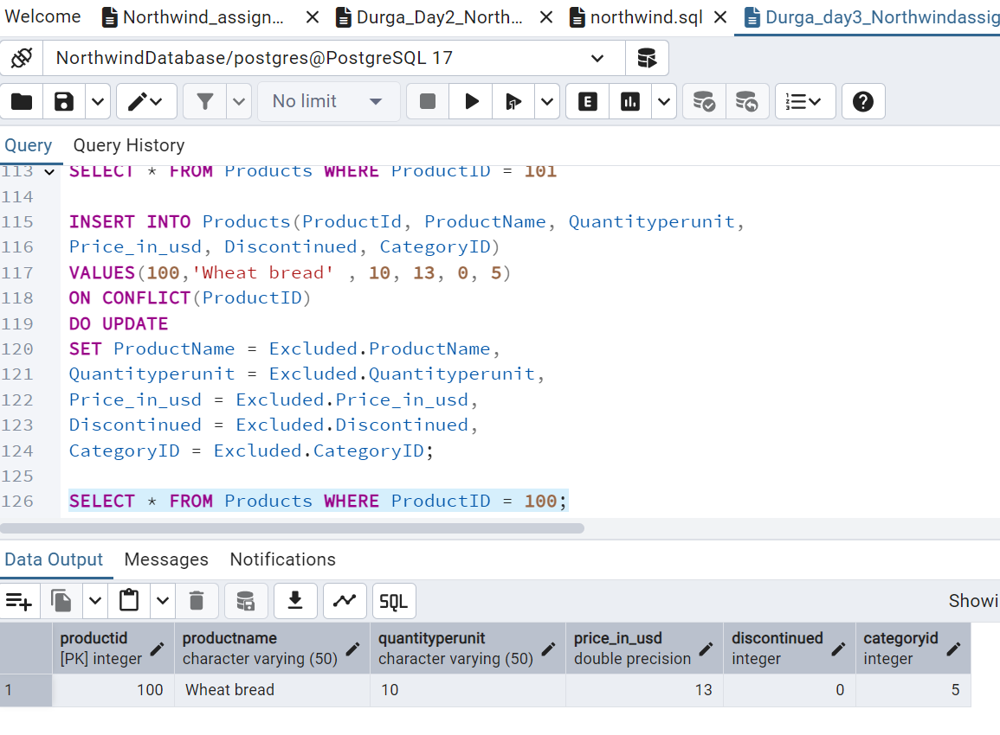 Welcome Northwind_assign... Durga_Day2_North... northwind.sql Durga_day3_Northwindassig
NorthwindDatabase/postgres@PostgreSQL 17
No limit E
Query Query History
113 SELECT * FROM Products WHERE ProductID = 101
114
115 INSERT INTO Products(ProductId, ProductName, Quantityperunit,
116 Price_in_usd, Discontinued, CategoryID)
117 VALUES(100,'Wheat bread' , 10, 13, 0, 5)
118 ON CONFLICT(ProductID)
119 DO UPDATE
120 SET ProductName = Excluded.ProductName,
121 Quantityperunit = Excluded.Quantityperunit,
122 Price_in_usd = Excluded.Price_in_usd,
123 Discontinued = Excluded.Discontinued,
124 CategoryID = Excluded.CategoryID;
125
126 SELECT * FROM Products WHERE ProductID = 100;
Data Output Messages Notifications
SQL Showi
productid productname quantityperunit price_in_usd discontinued categoryid
[PK] integer character varying (50) character varying (50) double precision integer integer
1 100 Wheat bread 10 13 0 5